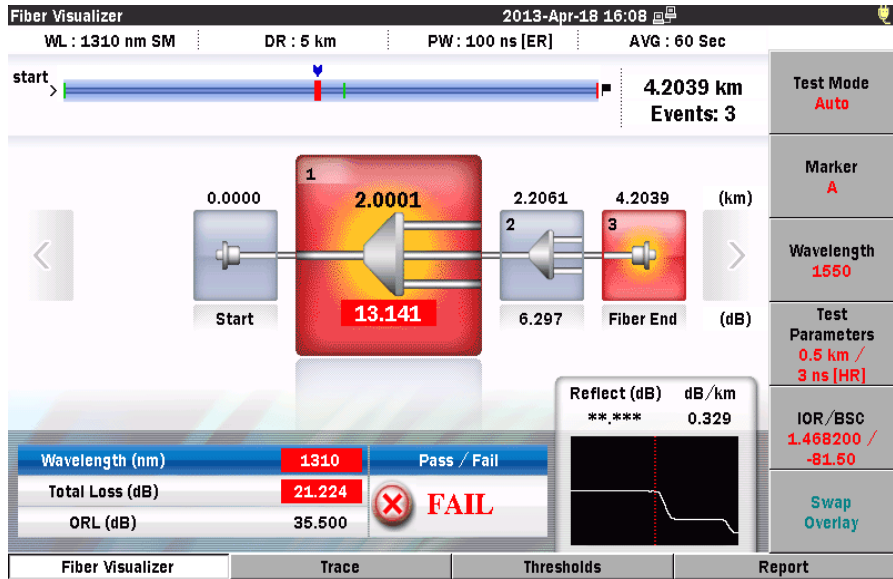 Fiber Visualizer 2013-Apr-18 16:08
WL : 1310 nm SM DR : 5 km PW : 100 ns [ER] AVG : 60 Sec
start
4.2039 km
Events: 3
1
0.0000 2.0001 2.2061 4.2039 (km)
2 3
13.141
Start 6.297 Fiber End (dB)
Reflect (dB) dB/km
**.*** 0.329
Wavelength (nm) 1310 Pass / Fail
Total Loss (dB) 21.224
FAIL
ORL (dB) 35.500
Test Mode
Auto
Marker
A
Wavelength
1550
Test
Parameters
0.5 km /
3 ns [HR]
IOR/BSC
1.468200 /
-81.50
Swap
Overlay
Fiber Visualizer Trace Thresholds Report